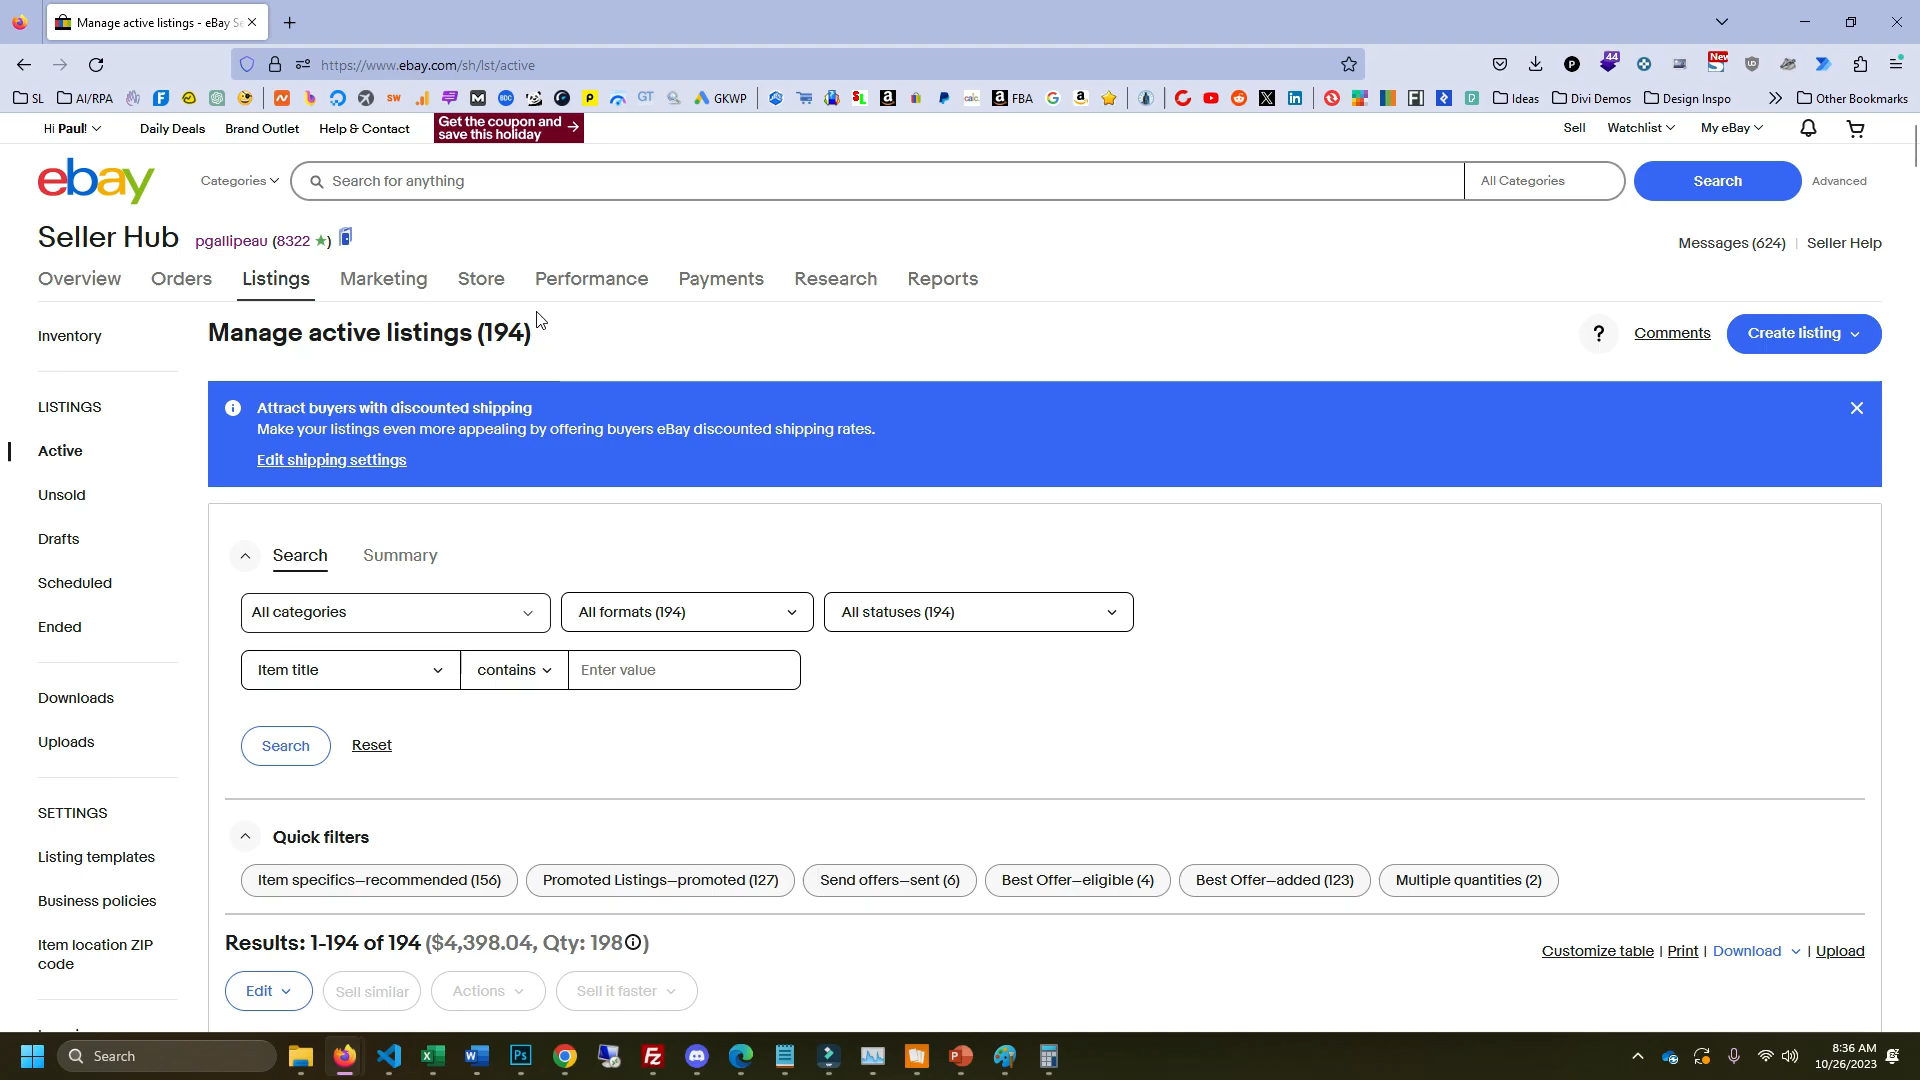 Manage active listings - eBay Se
https://www.ebay.com/sh/lst/active
44
New
SL
AI/RPA
GKWP
FBA
Ideas
Divi Demos
Design Inspo
Other Bookmarks
Hi Paul!
Daily Deals
Brand Outlet
Help & Contact
Get the coupon and
save this holiday
Sell
Watchlist
My eBay
ebay
Categories
Search for anything
All Categories
Search
Advanced
Seller Hub
pgallipeau (8322 ★)
Messages (624)
Seller Help
Overview
Orders
Listings
Marketing
Store
Performance
Payments
Research
Reports
Inventory
Manage active listings (194)
?
Comments
Create listing
LISTINGS
Active
Unsold
Drafts
Scheduled
Ended
Downloads
Uploads
SETTINGS
Listing templates
Business policies
Item location ZIP
code
Attract buyers with discounted shipping
Make your listings even more appealing by offering buyers eBay discounted shipping rates.
Edit shipping settings
Search
Summary
All categories
All formats (194)
All statuses (194)
Item title
contains
Enter value
Search
Reset
Quick filters
Item specifics—recommended (156)
Promoted Listings—promoted (127)
Send offers—sent (6)
Best Offer—eligible (4)
Best Offer—added (123)
Multiple quantities (2)
Results: 1-194 of 194 ($4,398.04, Qty: 198)
Customize table | Print | Download | Upload
Edit
Sell similar
Actions
Sell it faster
Search
8:36 AM
10/26/2023